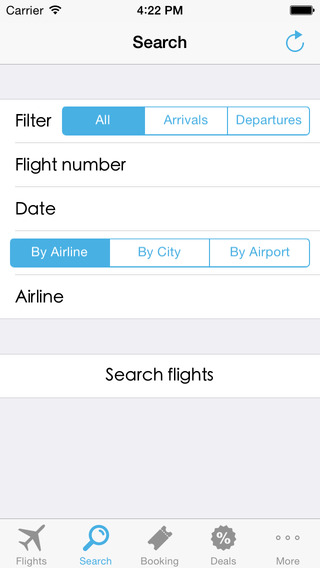 Carrier 4:22 PM
Search
Filter All Arrivals Departures
Flight number
Date
By Airline By City By Airport
Airline
Search flights
%
Flights Search Booking Deals More